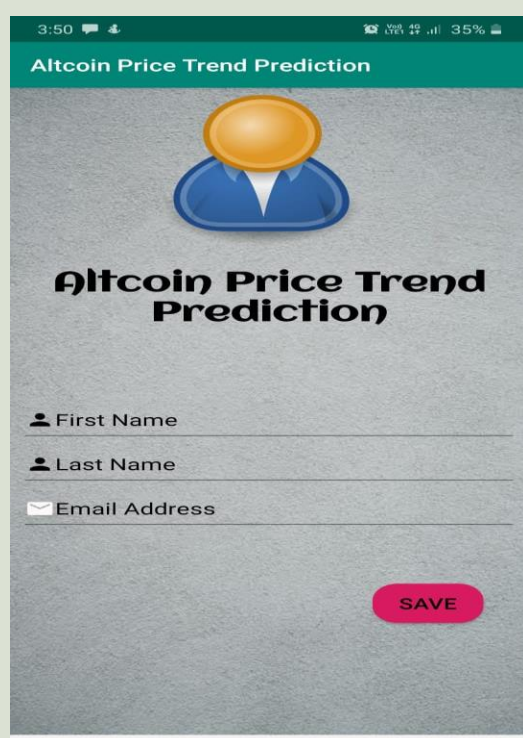 3:50 35%
Altcoin Price Trend Prediction
Altcoin Price Trend
Prediction
First Name
Last Name
Email Address
SAVE